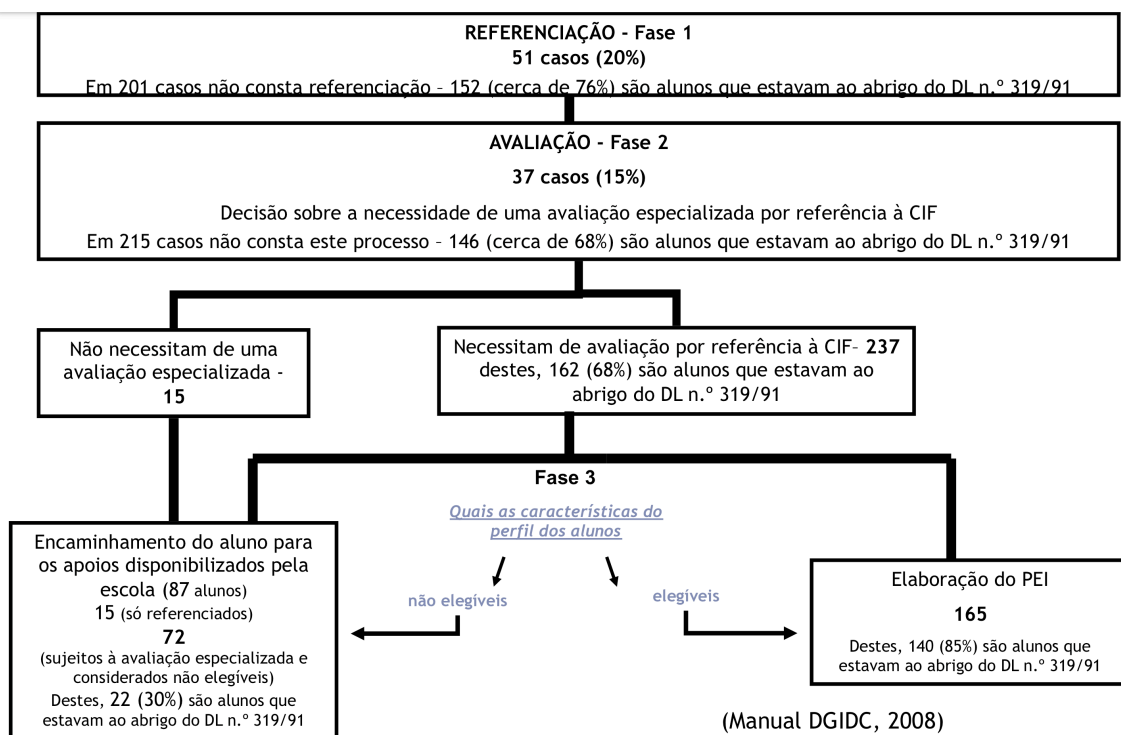 REFERENCIAÇÃO - Fase 1
51 casos (20%)
Em 201 casos não consta referenciação – 152 (cerca de 76%) são alunos que estavam ao abrigo do DL n.º 319/91
AVALIAÇÃO - Fase 2
37 casos (15%)
Decisão sobre a necessidade de uma avaliação especializada por referência à CIF
Em 215 casos não consta este processo – 146 (cerca de 68%) são alunos que estavam ao abrigo do DL n.º 319/91
Não necessitam de uma
avaliação especializada -
15
Necessitam de avaliação por referência à CIF– 237
destes, 162 (68%) são alunos que estavam ao
abrigo do DL n.º 319/91
Fase 3
Quais as características do
perfil dos alunos
não elegíveis
elegíveis
Encaminhamento do aluno para
os apoios disponibilizados pela
escola (87 alunos)
15 (só referenciados)
72
(sujeitos à avaliação especializada e
considerados não elegíveis)
Destes, 22 (30%) são alunos que
estavam ao abrigo do DL n.º 319/91
Elaboração do PEI
165
Destes, 140 (85%) são alunos que
estavam ao abrigo do DL n.º 319/91
(Manual DGIDC, 2008)